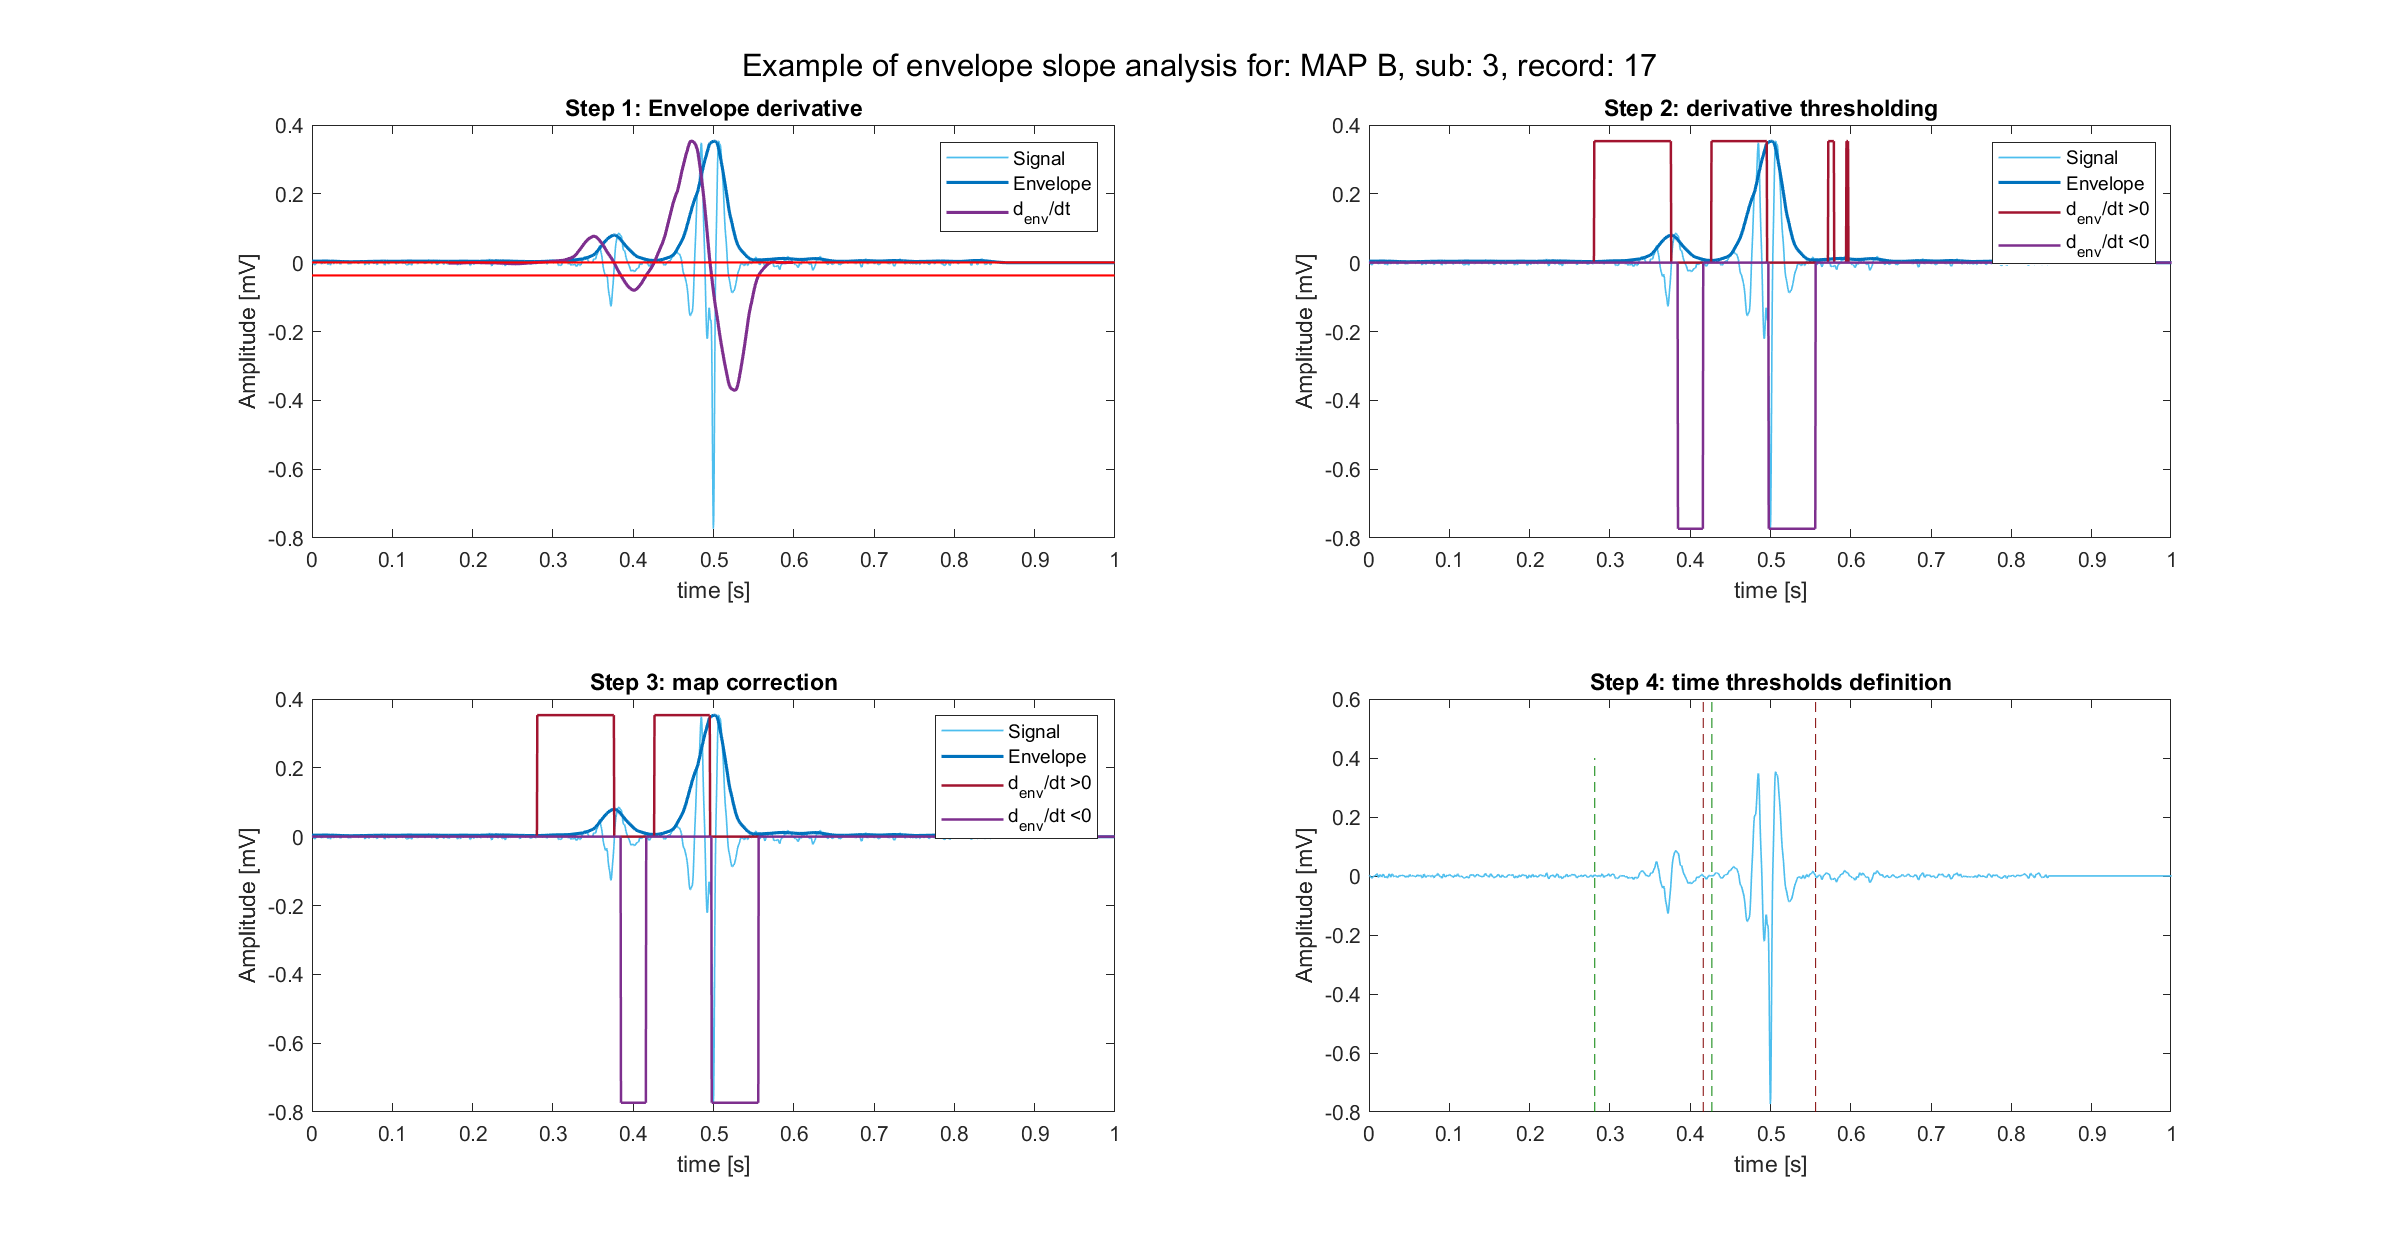 Example of envelope slope analysis for: MAP B, sub: 3, record: 17
Step 1: Envelope derivative
0.4
0.2
0
-0.2
-0.4
-0.6
-0.8
Amplitude [mV]
0 0.1 0.2 0.3 0.4 0.5 0.6 0.7 0.8 0.9 1
time [s]
Signal
Envelope
d_env/dt
Step 2: derivative thresholding
0.4
0.2
0
-0.2
-0.4
-0.6
-0.8
Amplitude [mV]
0 0.1 0.2 0.3 0.4 0.5 0.6 0.7 0.8 0.9 1
time [s]
Signal
Envelope
d_env/dt >0
d_env/dt <0
Step 3: map correction
0.4
0.2
0
-0.2
-0.4
-0.6
-0.8
Amplitude [mV]
0 0.1 0.2 0.3 0.4 0.5 0.6 0.7 0.8 0.9 1
time [s]
Signal
Envelope
d_env/dt >0
d_env/dt <0
Step 4: time thresholds definition
0.6
0.4
0.2
0
-0.2
-0.4
-0.6
-0.8
Amplitude [mV]
0 0.1 0.2 0.3 0.4 0.5 0.6 0.7 0.8 0.9 1
time [s]